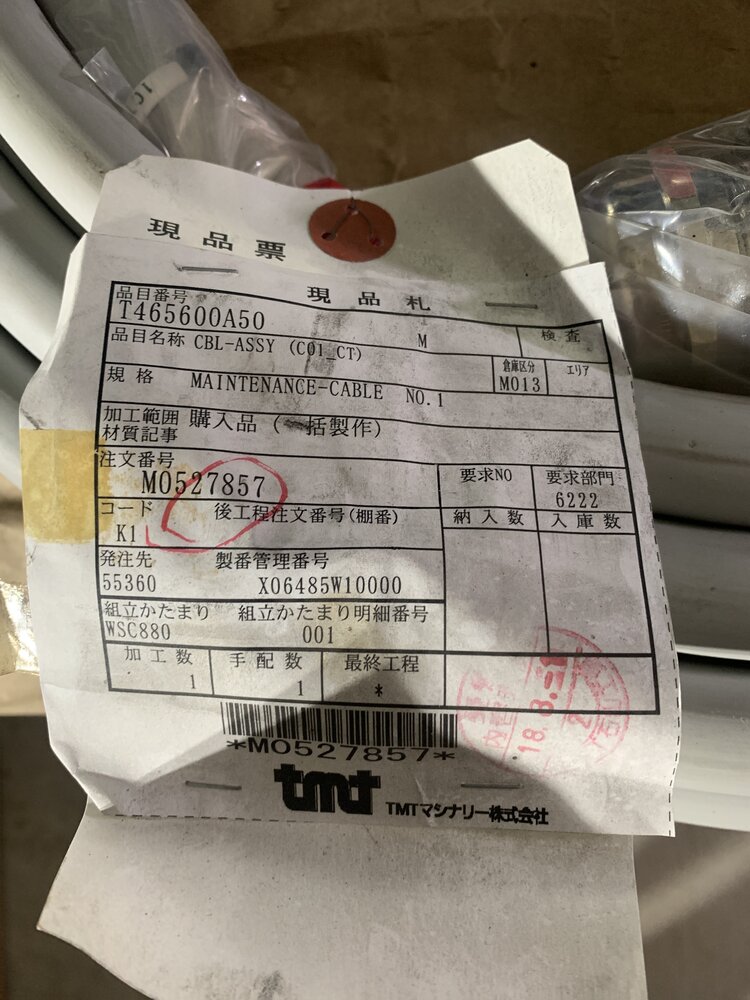 現品票
現品札
品目番号
T465600A50
品目名称 CBL-ASSY (C01_CT) M
検査
規格 MAINTENANCE-CABLE NO.1
倉庫区分
M013
エリア
加工範囲
材質記事
購入品(一括製作)
注文番号
M0527857
要求NO
要求部門
6222
コード
K1
後工程注文番号(棚番)
納入数
入庫数
発注先 製番管理番号
55360 X06485W10000
組立かたまり 組立かたまり明細番号
WSC880 001
加工数 手配数 最終工程
1 1 *
18.8.
*M0527857*
tmt
TMTマシナリー株式会社